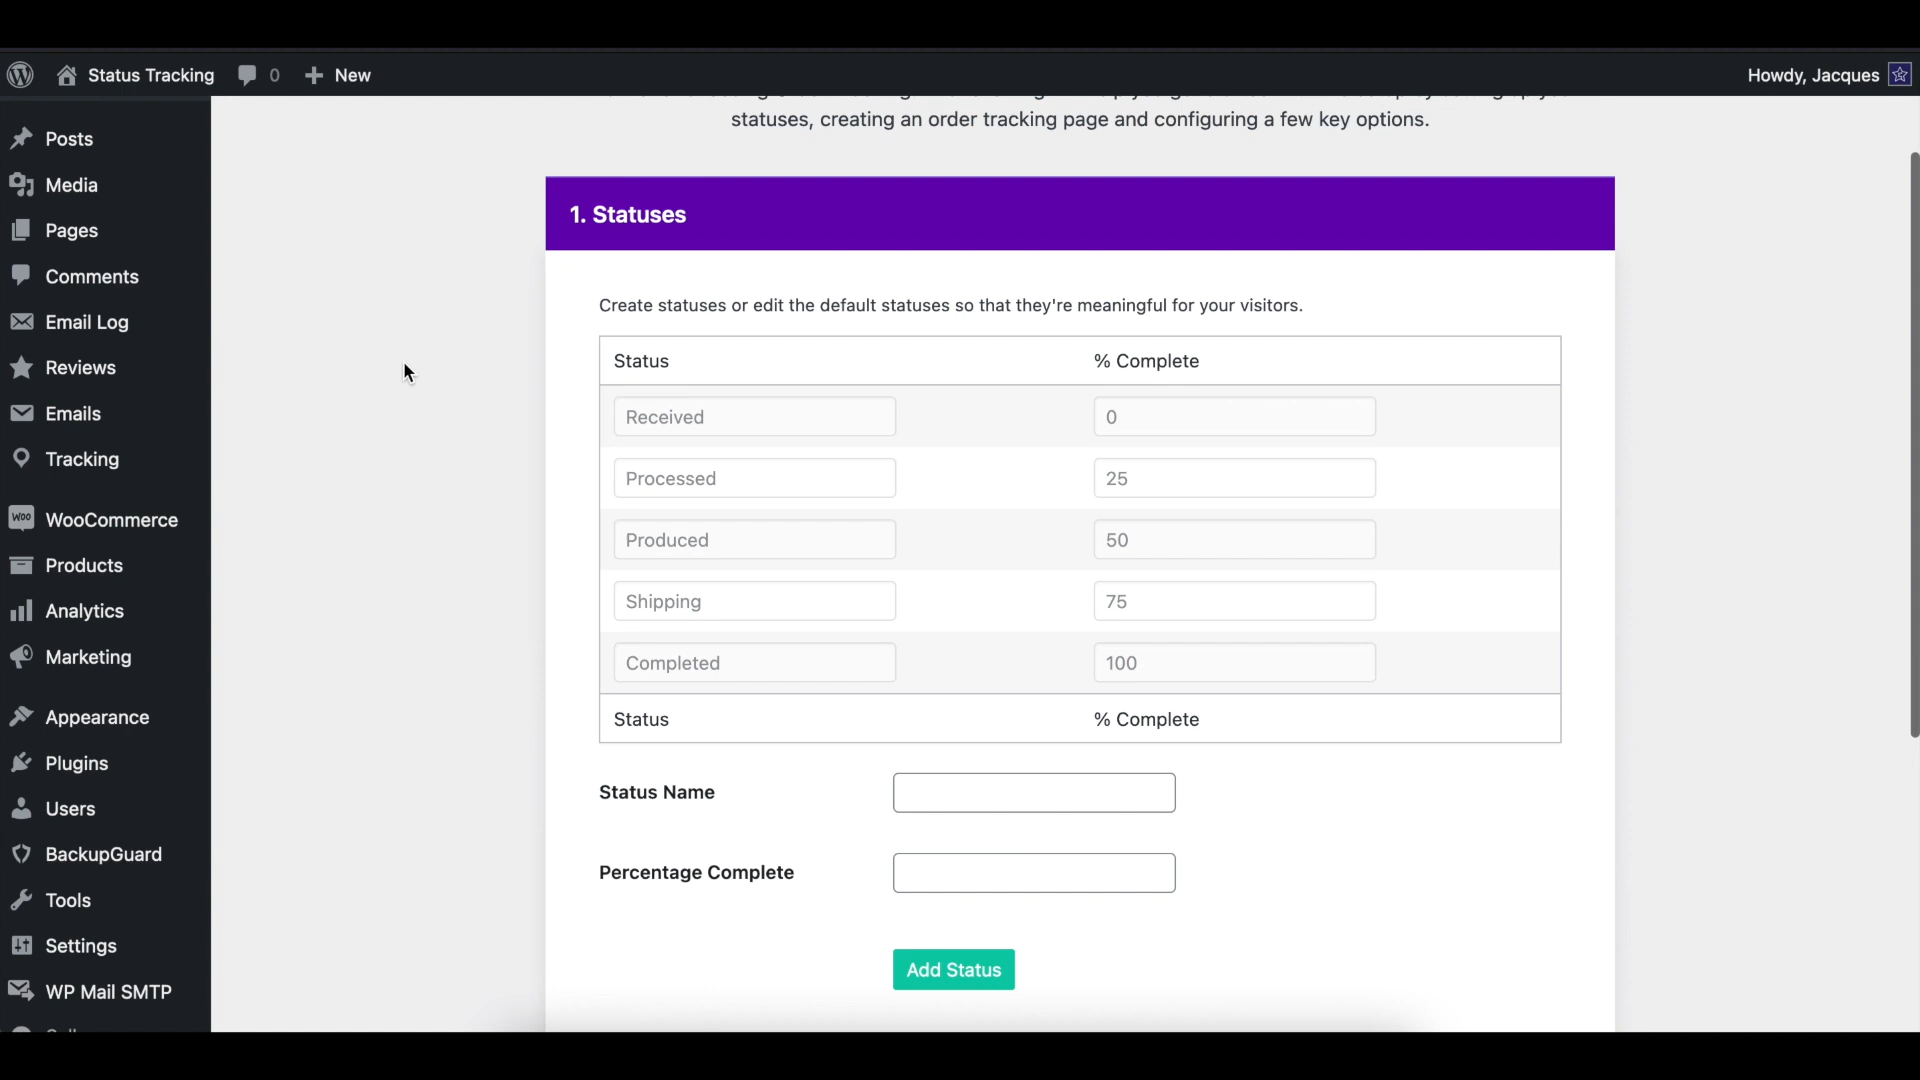 Status Tracking
0
New
Howdy, Jacques
Posts
Media
Pages
Comments
Email Log
Reviews
Emails
Tracking
WOO
WooCommerce
Products
Analytics
Marketing
Appearance
Plugins
Users
BackupGuard
Tools
Settings
WP Mail SMTP
statuses, creating an order tracking page and configuring a few key options.
1. Statuses
Create statuses or edit the default statuses so that they're meaningful for your visitors.
Status % Complete
Received 0
Processed 25
Produced 50
Shipping 75
Completed 100
Status % Complete
Status Name
Percentage Complete
Add Status